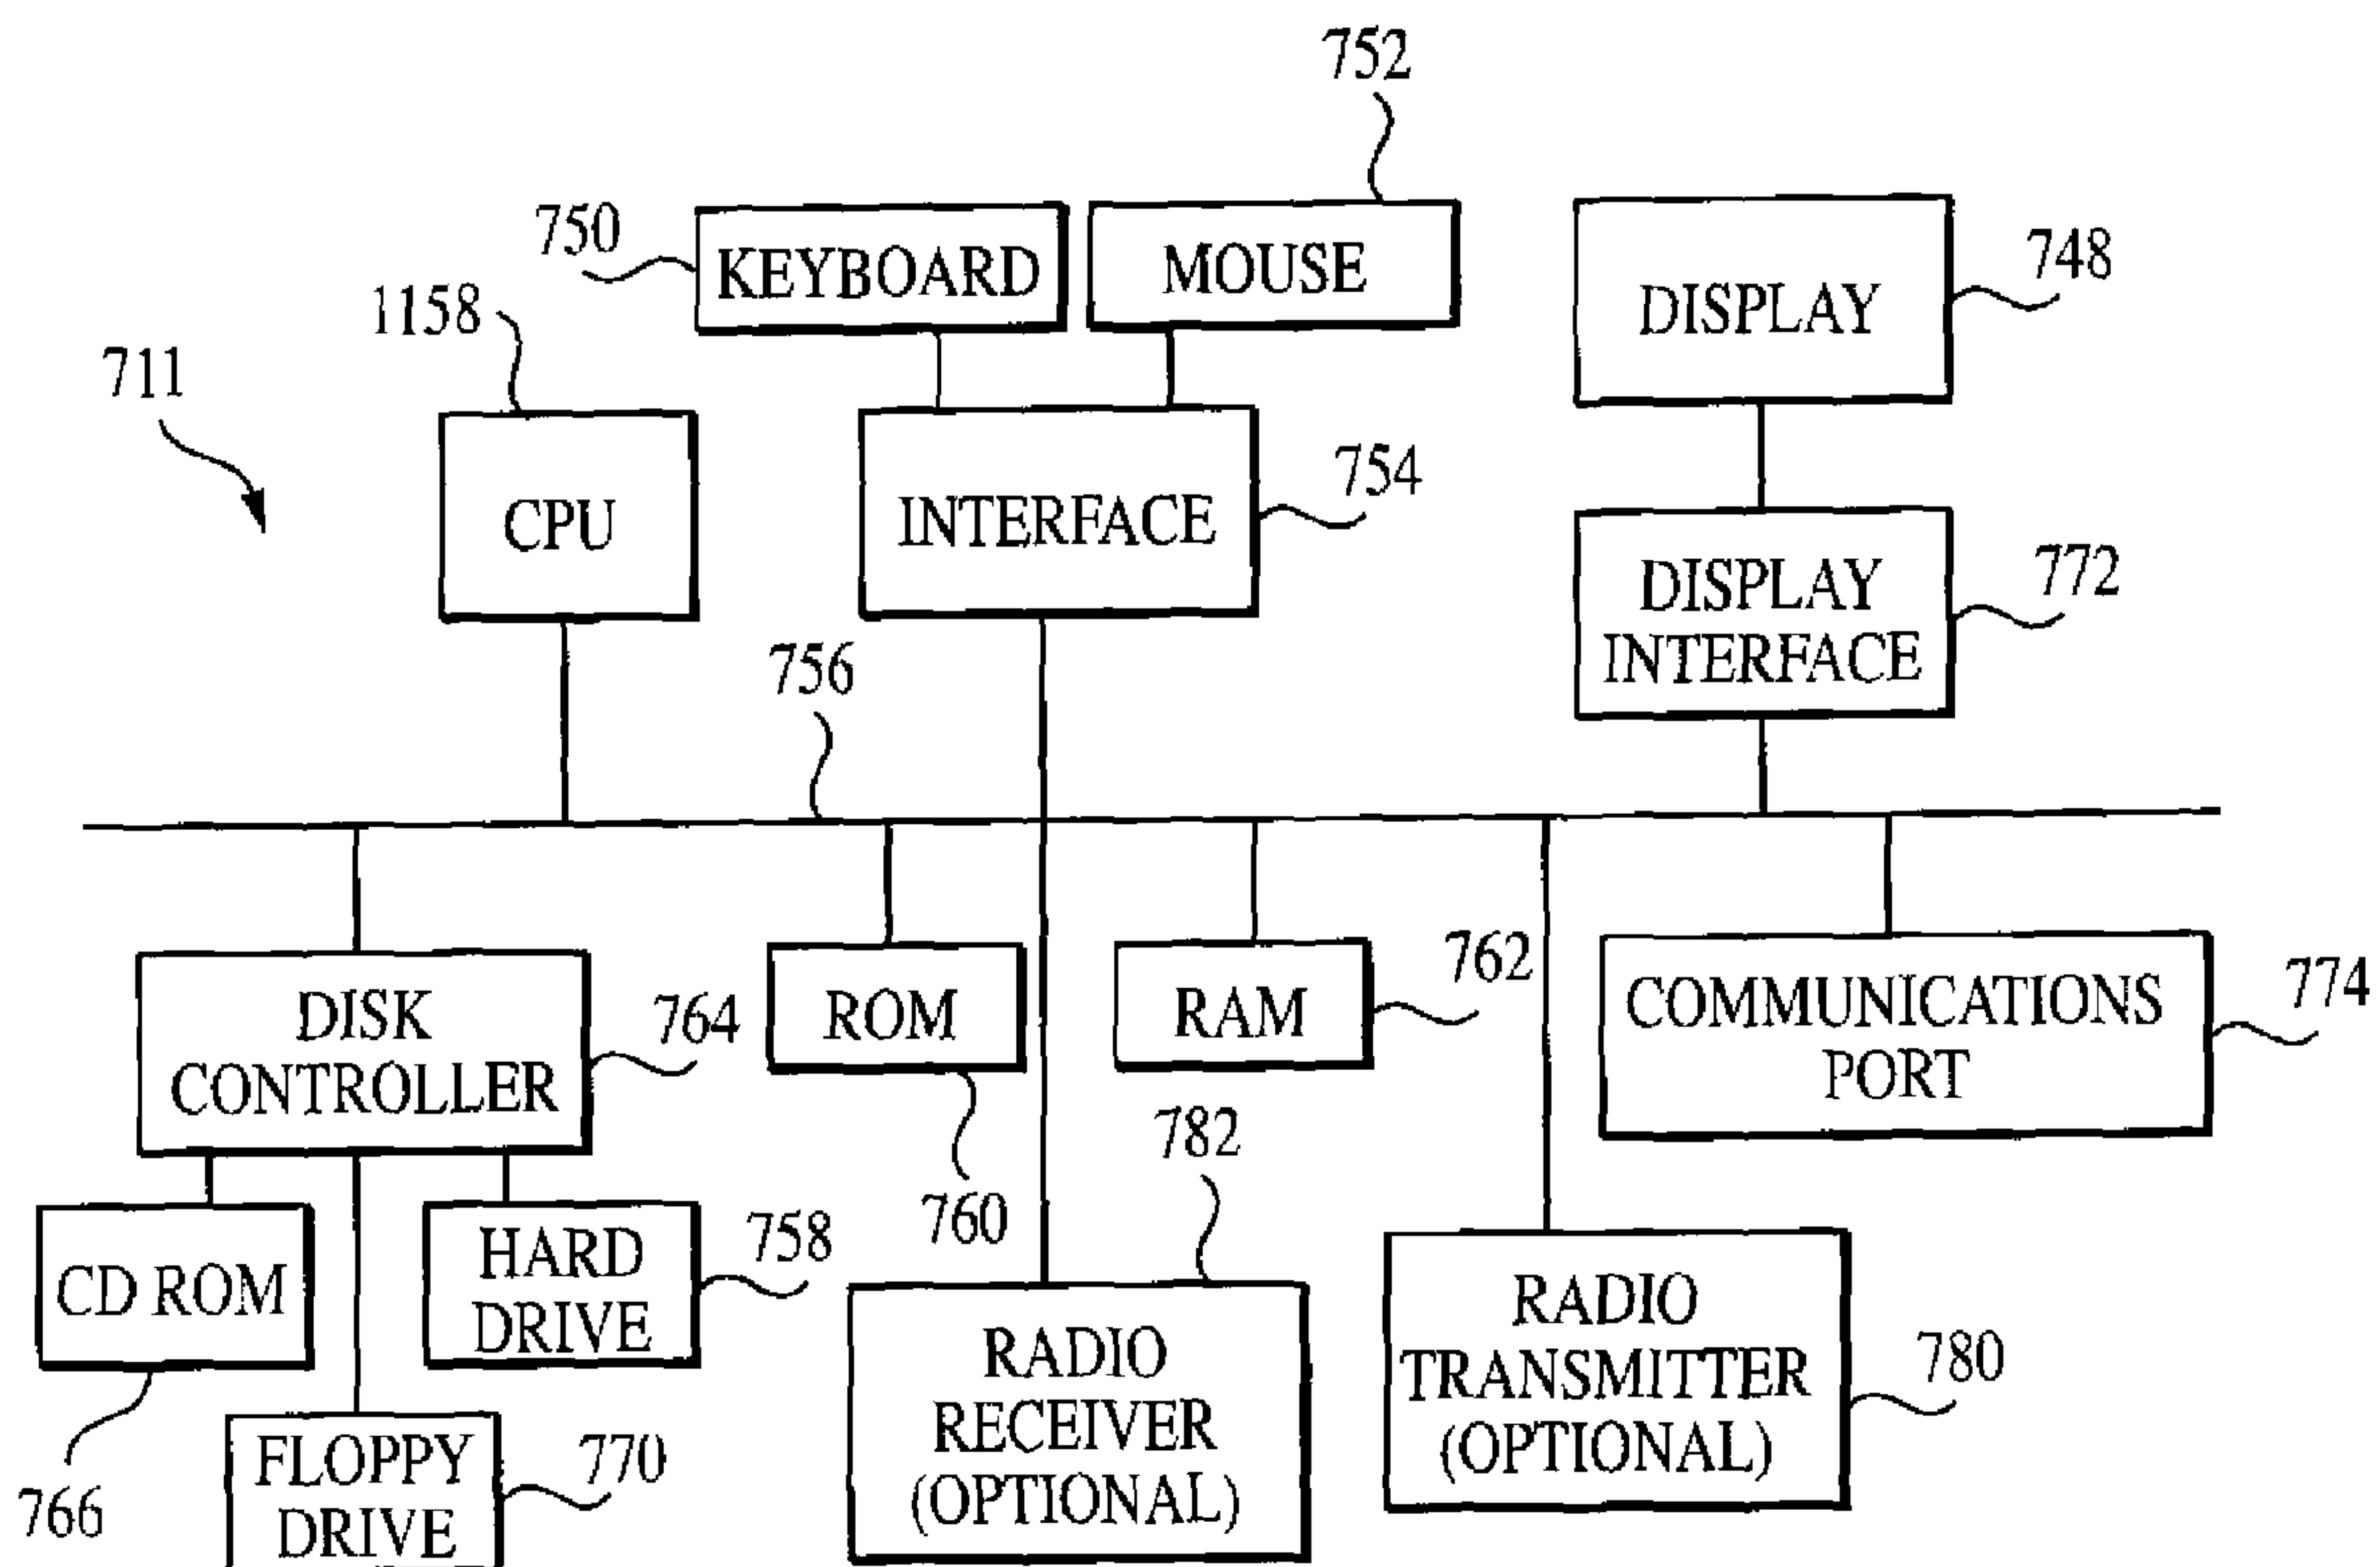 752
750
KEYBOARD
MOUSE
748
DISPLAY
1158
711
CPU
INTERFACE
754
DISPLAY
INTERFACE
772
756
DISK
CONTROLLER
764
ROM
760
RAM
762
COMMUNICATIONS
PORT
774
CD ROM
766
HARD
DRIVE
758
FLOPPY
DRIVE
770
782
RADIO
RECEIVER
(OPTIONAL)
RADIO
TRANSMITTER
(OPTIONAL)
780